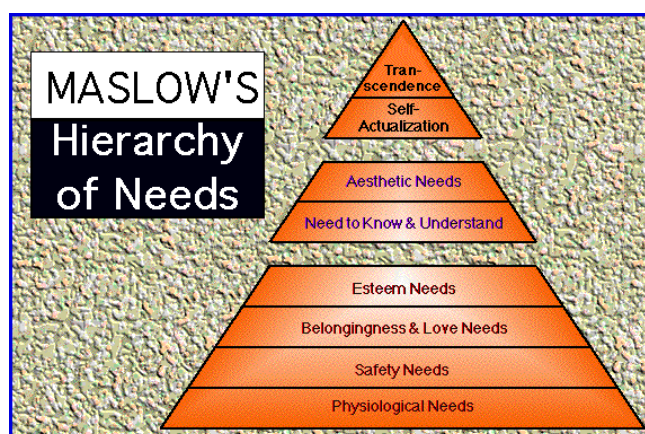 MASLOW'S
Hierarchy
of Needs
Tran-
scendence
Self-
Actualization
Aesthetic Needs
Need to Know & Understand
Esteem Needs
Belongingness & Love Needs
Safety Needs
Physiological Needs